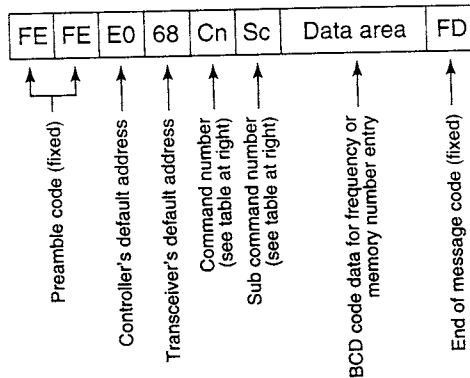 FE FE E0 68 Cn Sc Data area FD
Preamble code (fixed)
Controller's default address
Transceiver's default address
Command number
(see table at right)
Sub command number
(see table at right)
BCD code data for frequency or
memory number entry
End of message code (fixed)